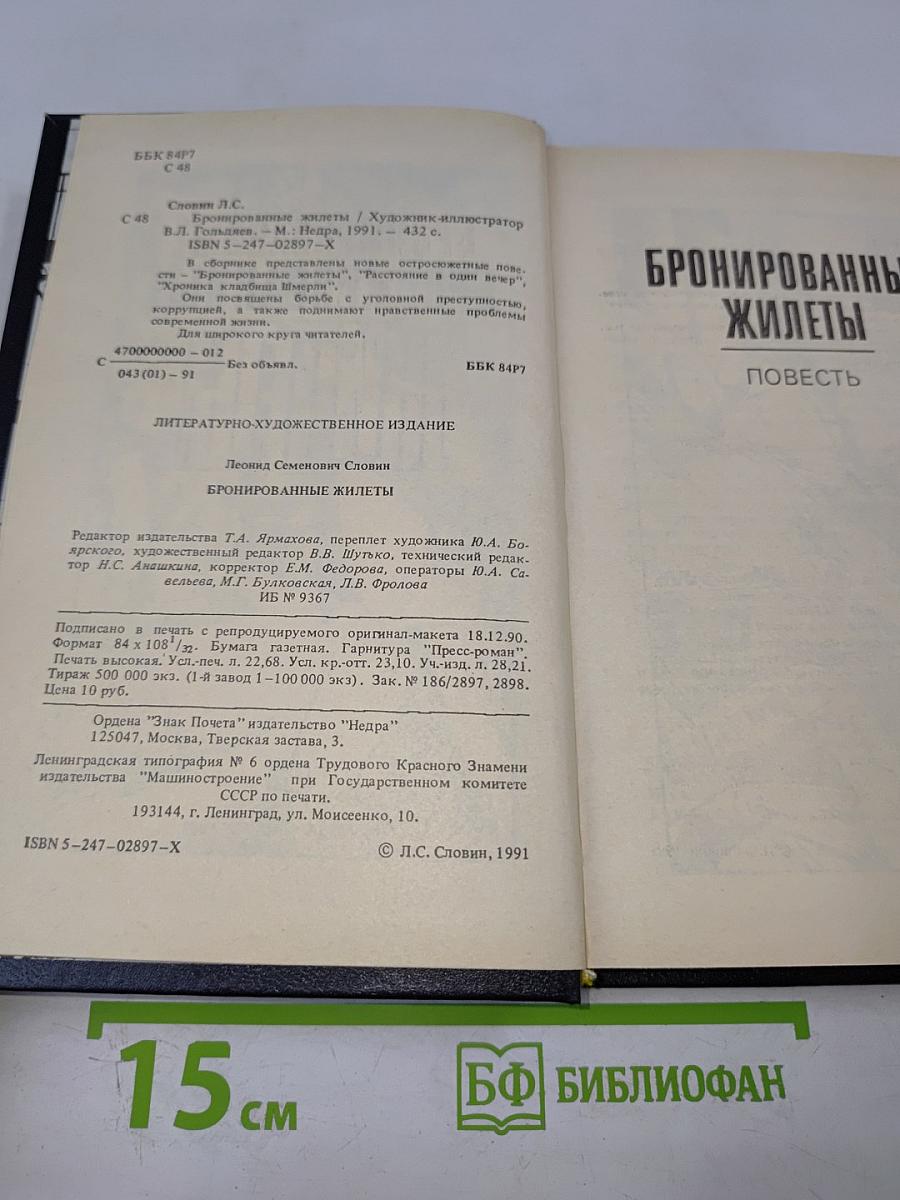 ББК 84Р7
С 48
Словин Л.С.
С 48 Бронированные жилеты / Художник-иллюстратор
В.Л. Гольдяев. – М.: Недра, 1991. – 432 с.
ISBN 5–247–02897–X
В сборнике представлены новые остросюжетные пове-
сти – "Бронированные жилеты", "Расстояние в один вечер",
"Хроника кладбища Шмерли".
Они посвящены борьбе с уголовной преступностью,
коррупцией, а также поднимают нравственные проблемы
современной жизни.
Для широкого круга читателей.
4700000000 – 012
С Без объявл. ББК 84Р7
043 (01) – 91
ЛИТЕРАТУРНО-ХУДОЖЕСТВЕННОЕ ИЗДАНИЕ
Леонид Семенович Словин
БРОНИРОВАННЫЕ ЖИЛЕТЫ
Редактор издательства Т.А. Ярмахова, переплет художника Ю.А. Бо-
ярского, художественный редактор В.В. Шутько, технический редак-
тор Н.С. Анашкина, корректор Е.М. Федорова, операторы Ю.А. Са-
вельева, М.Г. Булковская, Л.В. Фролова
ИБ № 9367
Подписано в печать с репродуцируемого оригинал-макета 18.12.90.
Формат 84 х 108 1/32. Бумага газетная. Гарнитура "Пресс-роман".
Печать высокая. Усл.-печ. л. 22,68. Усл. кр.-отт. 23,10. Уч.-изд. л. 28,21.
Тираж 500 000 экз. (1-й завод 1–100 000 экз). Зак. № 186/2897, 2898.
Цена 10 руб.
Ордена "Знак Почета" издательство "Недра"
125047, Москва, Тверская застава, 3.
Ленинградская типография № 6 ордена Трудового Красного Знамени
издательства "Машиностроение" при Государственном комитете
СССР по печати.
193144, г. Ленинград, ул. Моисеенко, 10.
ISBN 5–247–02897–X © Л.С. Словин, 1991
БРОНИРОВАННЫ
ЖИЛЕТЫ
ПОВЕСТЬ
15 см
БФ БИБЛИОФАН